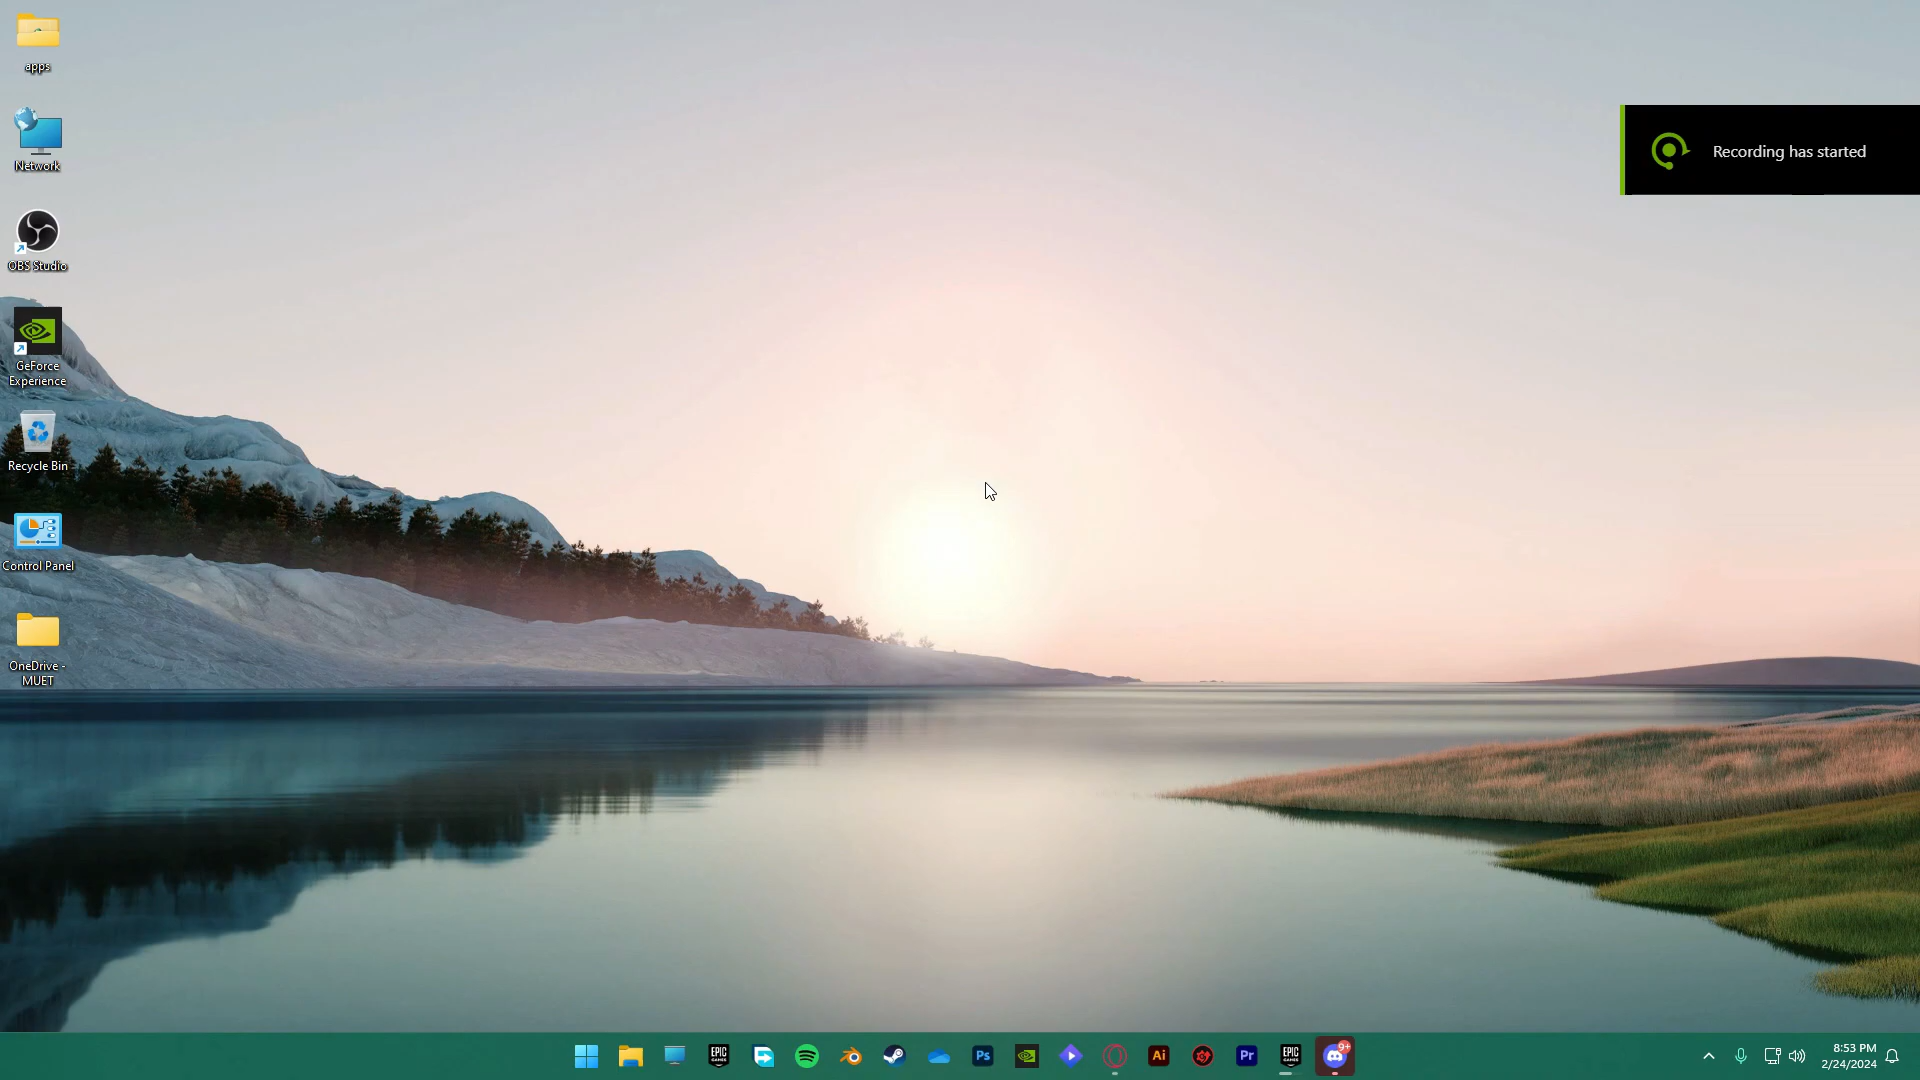 apps
Recording has started
Network
OBS Studio
GeForce
Experience
Recycle Bin
Control Panel
OneDrive -
MUET
EPIC
GAMES
Ps
Ai
Pr
EPIC
GAMES
9+
8:53 PM
2/24/2024